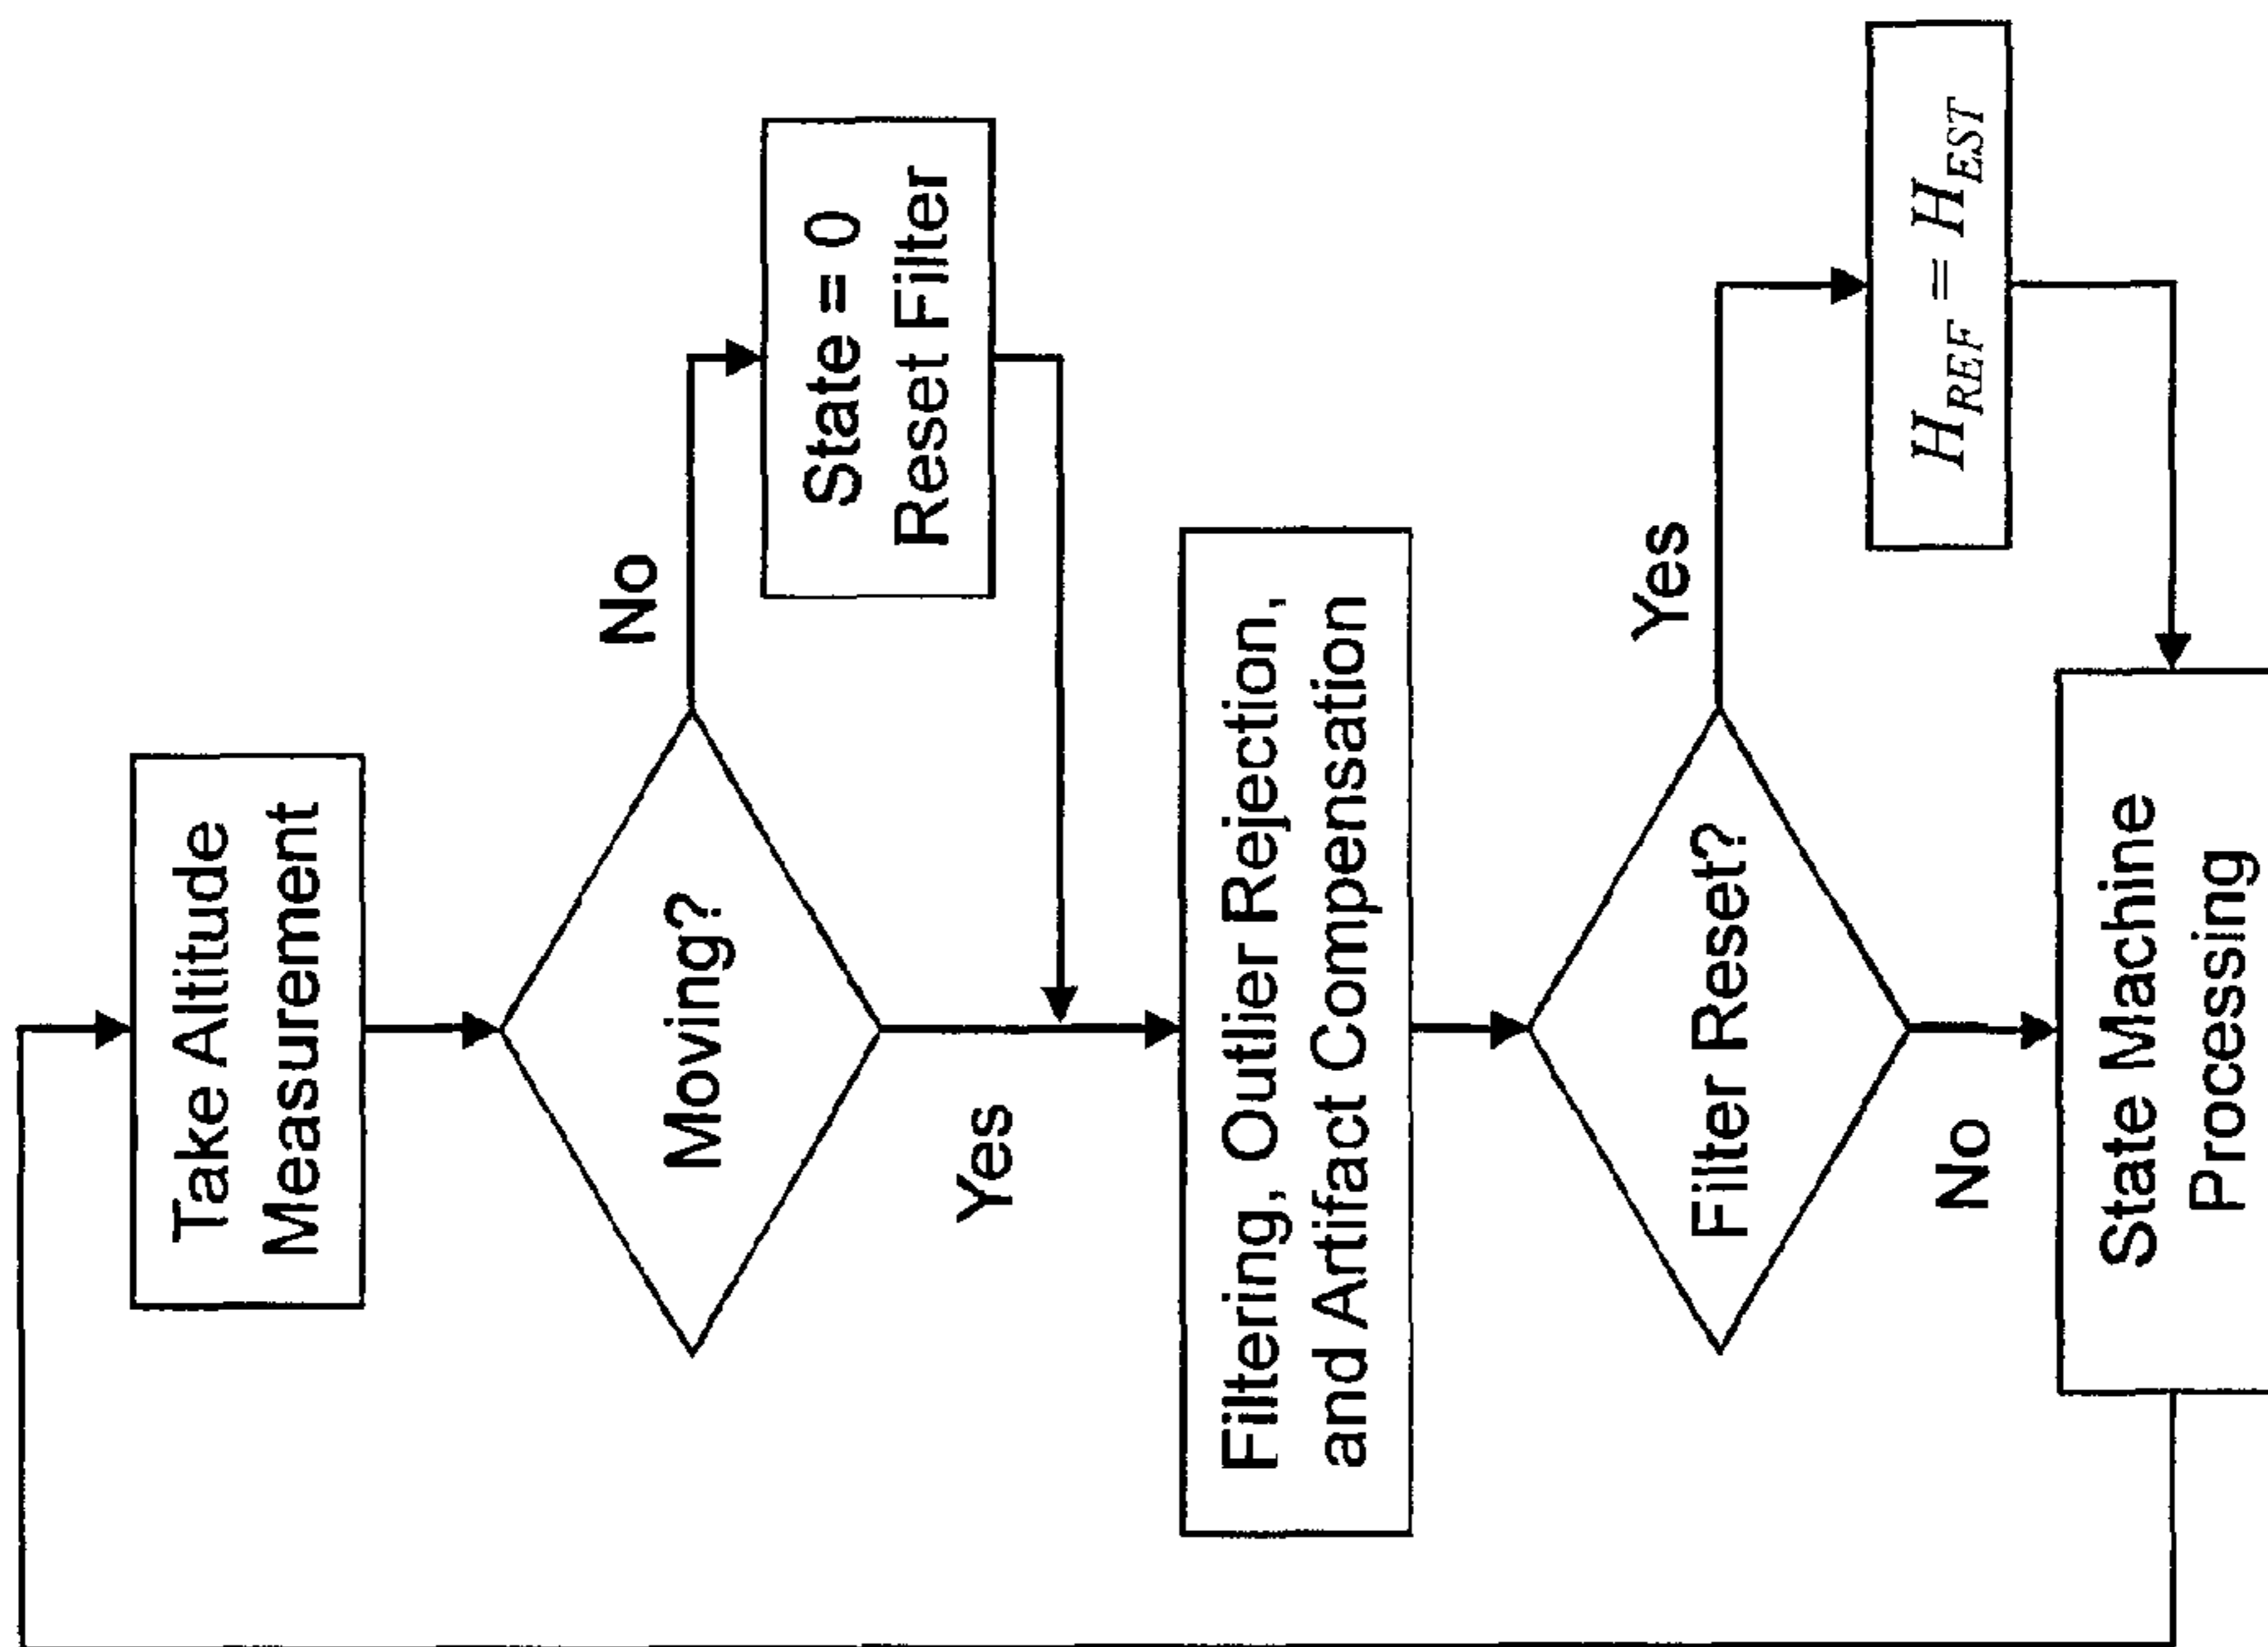 Take Altitude
Measurement
Moving?
No
State = 0
Reset Filter
Yes
Filtering, Outlier Rejection,
and Artifact Compensation
Filter Reset?
Yes
H_REF = H_EST
No
State Machine
Processing